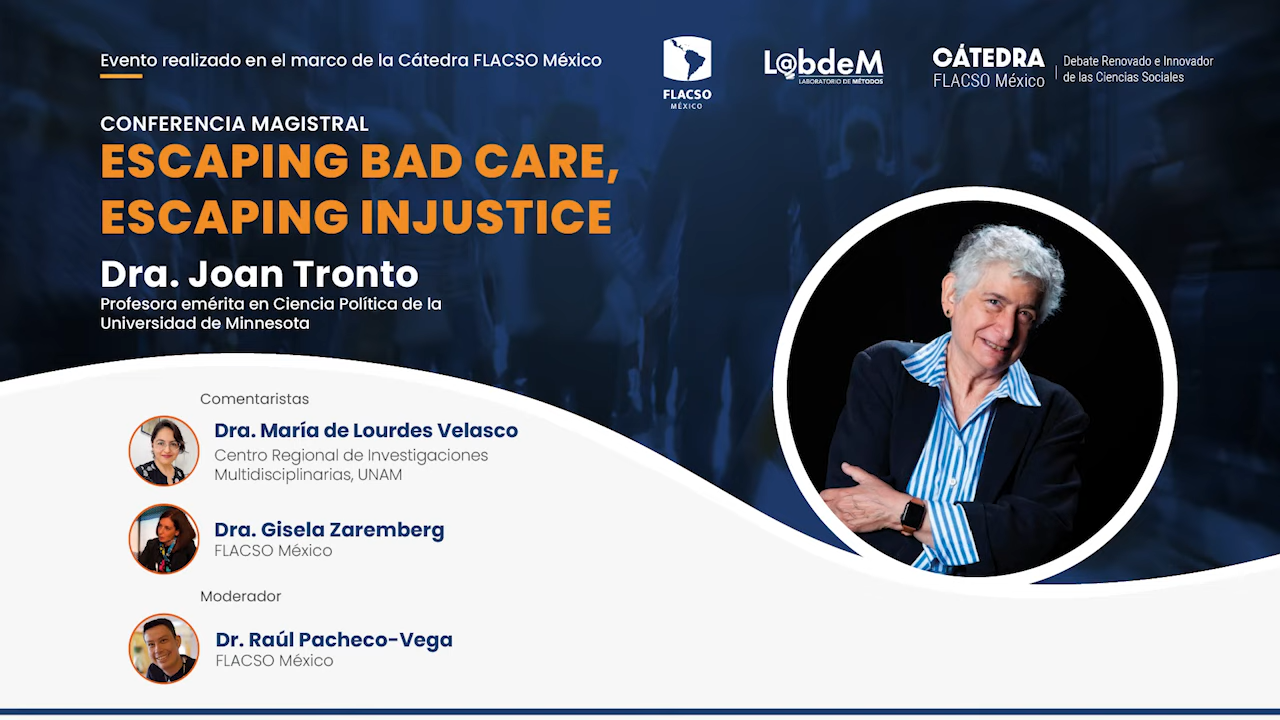 Evento realizado en el marco de la Cátedra FLACSO México
FLACSO
MÉXICO
L@bdeM
LABORATORIO DE MÉTODOS
CÁTEDRA
FLACSO México
Debate Renovado e Innovador
de las Ciencias Sociales
CONFERENCIA MAGISTRAL
ESCAPING BAD CARE,
ESCAPING INJUSTICE
Dra. Joan Tronto
Profesora emérita en Ciencia Política de la
Universidad de Minnesota
Comentaristas
Dra. María de Lourdes Velasco
Centro Regional de Investigaciones
Multidisciplinarias, UNAM
Dra. Gisela Zaremberg
FLACSO México
Moderador
Dr. Raúl Pacheco-Vega
FLACSO México